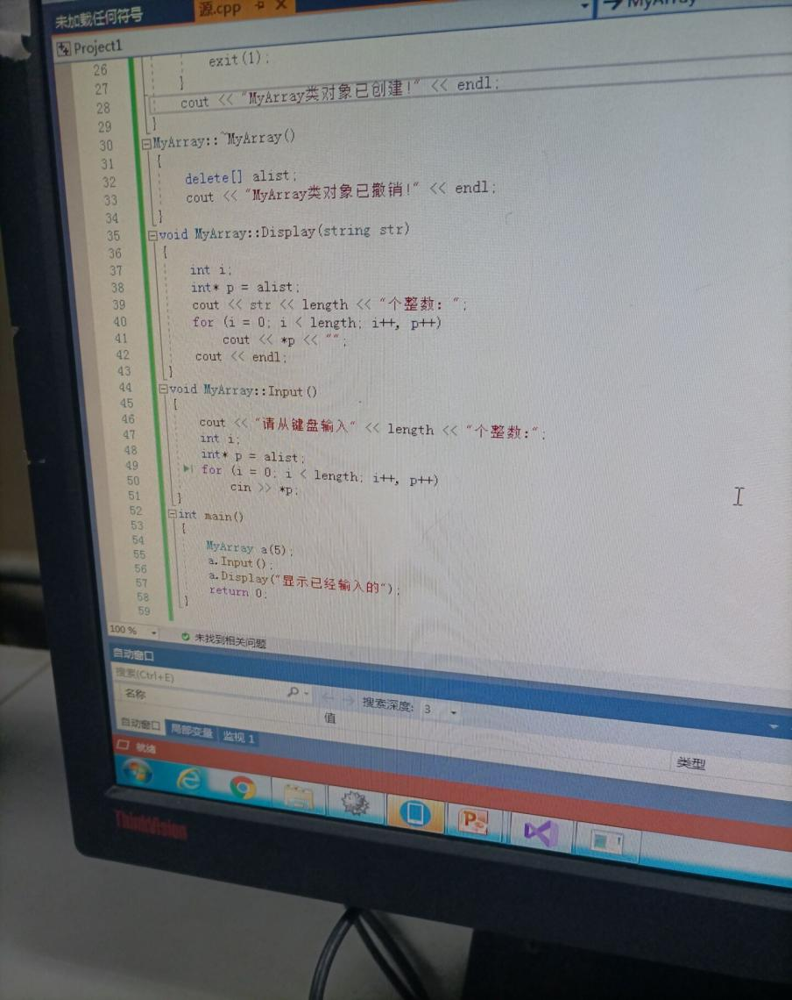 未加载任何符号
源.cpp
MyArray
Project1
26 exit(1);
27 }
28 cout << "MyArray类对象已创建!" << endl;
29 }
30 MyArray::~MyArray()
31 {
32 delete[] alist;
33 cout << "MyArray类对象已撤销!" << endl;
34 }
35 void MyArray::Display(string str)
36 {
37 int i;
38 int* p = alist;
39 cout << str << length << "个整数: ";
40 for (i = 0; i < length; i++, p++)
41 cout << *p << "";
42 cout << endl;
43 }
44 void MyArray::Input()
45 {
46 cout << "请从键盘输入" << length << "个整数:";
47 int i;
48 int* p = alist;
49 for (i = 0; i < length; i++, p++)
50 cin >> *p;
51 }
52 int main()
53 {
54 MyArray a(5);
55 a.Input();
56 a.Display("显示已经输入的");
57 return 0;
58 }
59
100 %
未找到相关问题
自动窗口
搜索(Ctrl+E)
搜索深度: 3
名称
值
类型
自动窗口 局部变量 监视 1
就绪
ThinkVision